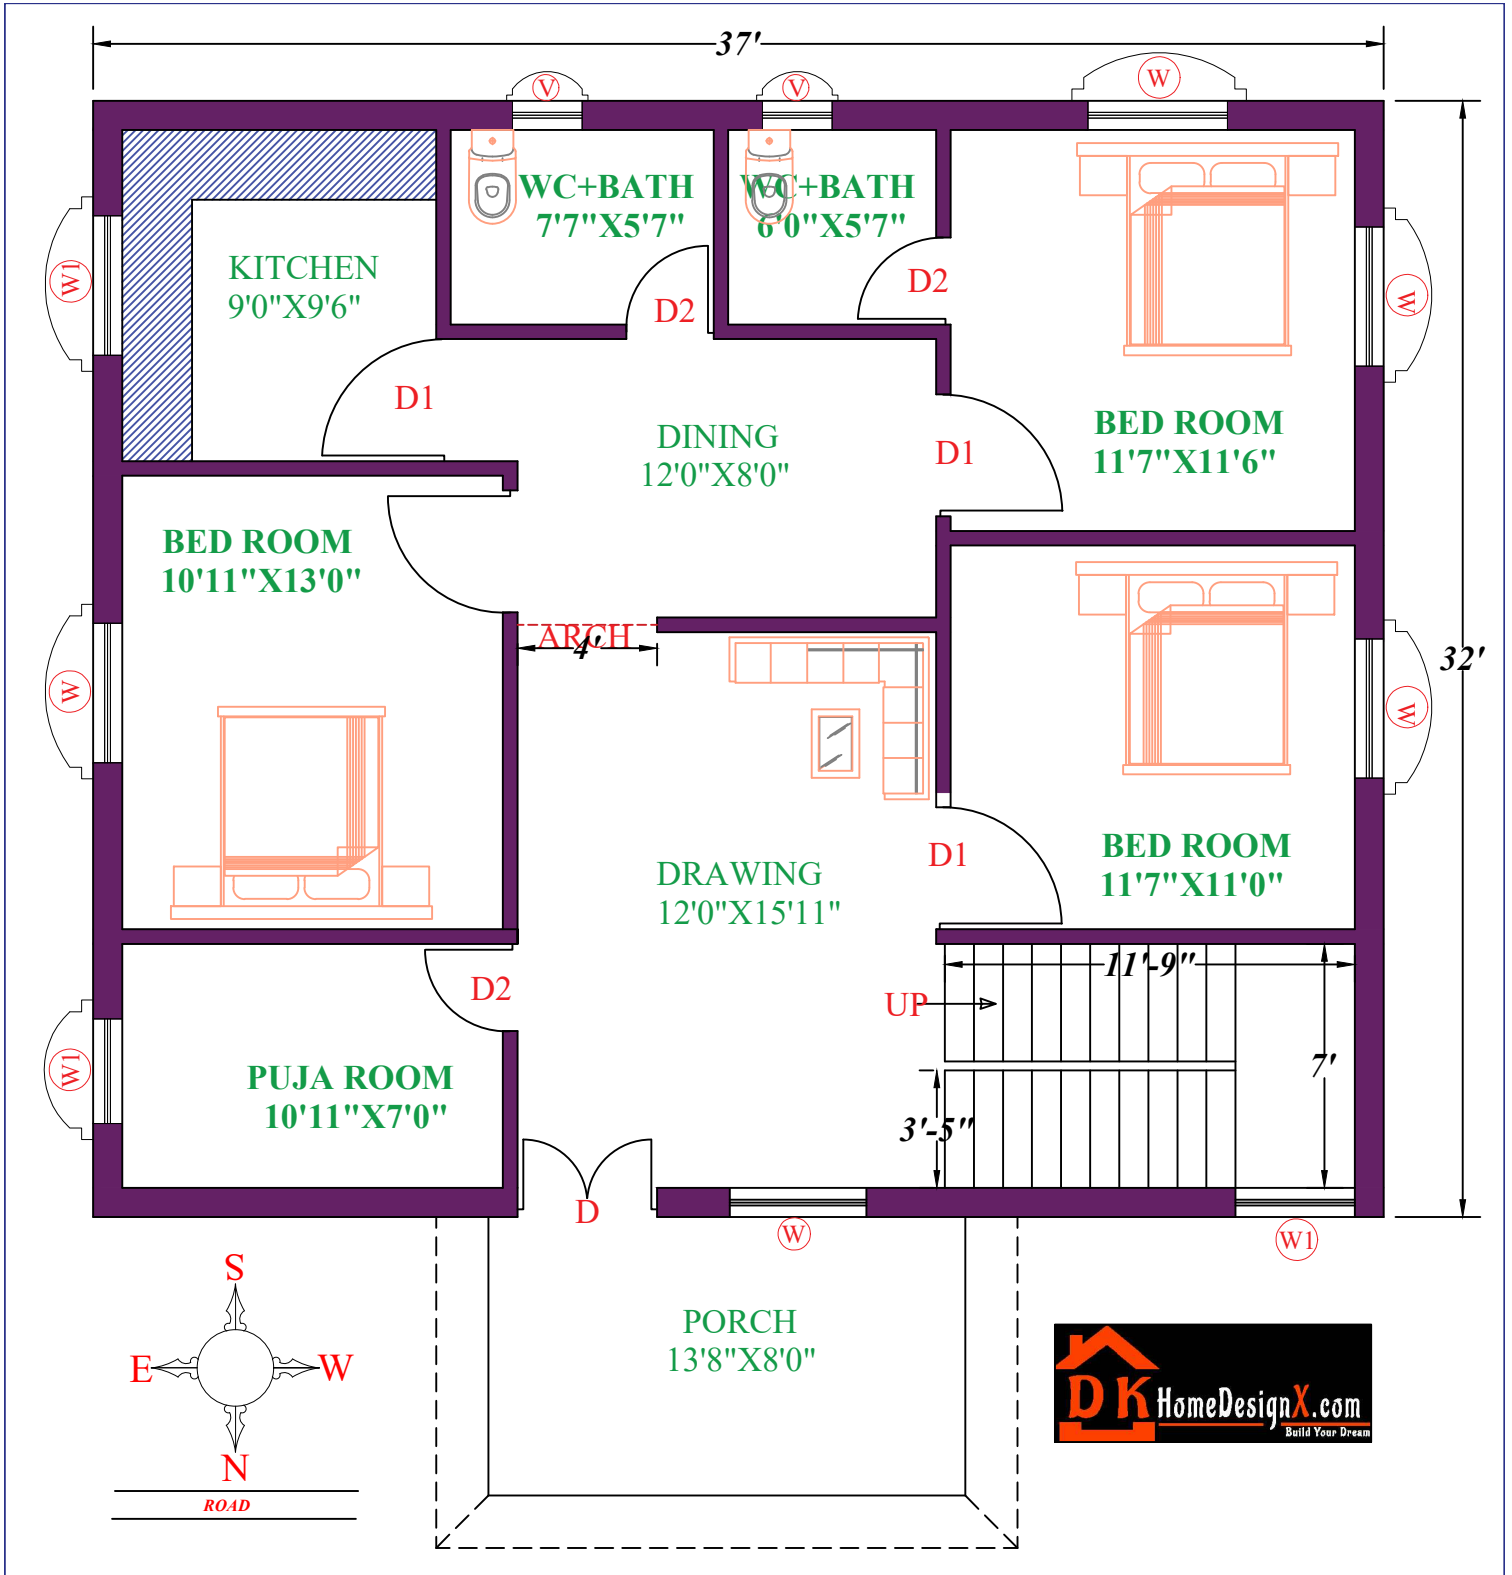 37'
V
V
W
WC+BATH
7'7"X5'7"
WC+BATH
6'0"X5'7"
KITCHEN
9'0"X9'6"
W1
D2
D2
W
D1
DINING
12'0"X8'0"
D1
BED ROOM
11'7"X11'6"
BED ROOM
10'11"X13'0"
ARCH
4'
32'
W
W
DRAWING
12'0"X15'11"
D1
BED ROOM
11'7"X11'0"
D2
11'-9"
UP
W1
PUJA ROOM
10'11"X7'0"
7'
3'-5"
D
W
W1
S
E
W
N
ROAD
PORCH
13'8"X8'0"
DK HomeDesignX.com
Build Your Dream